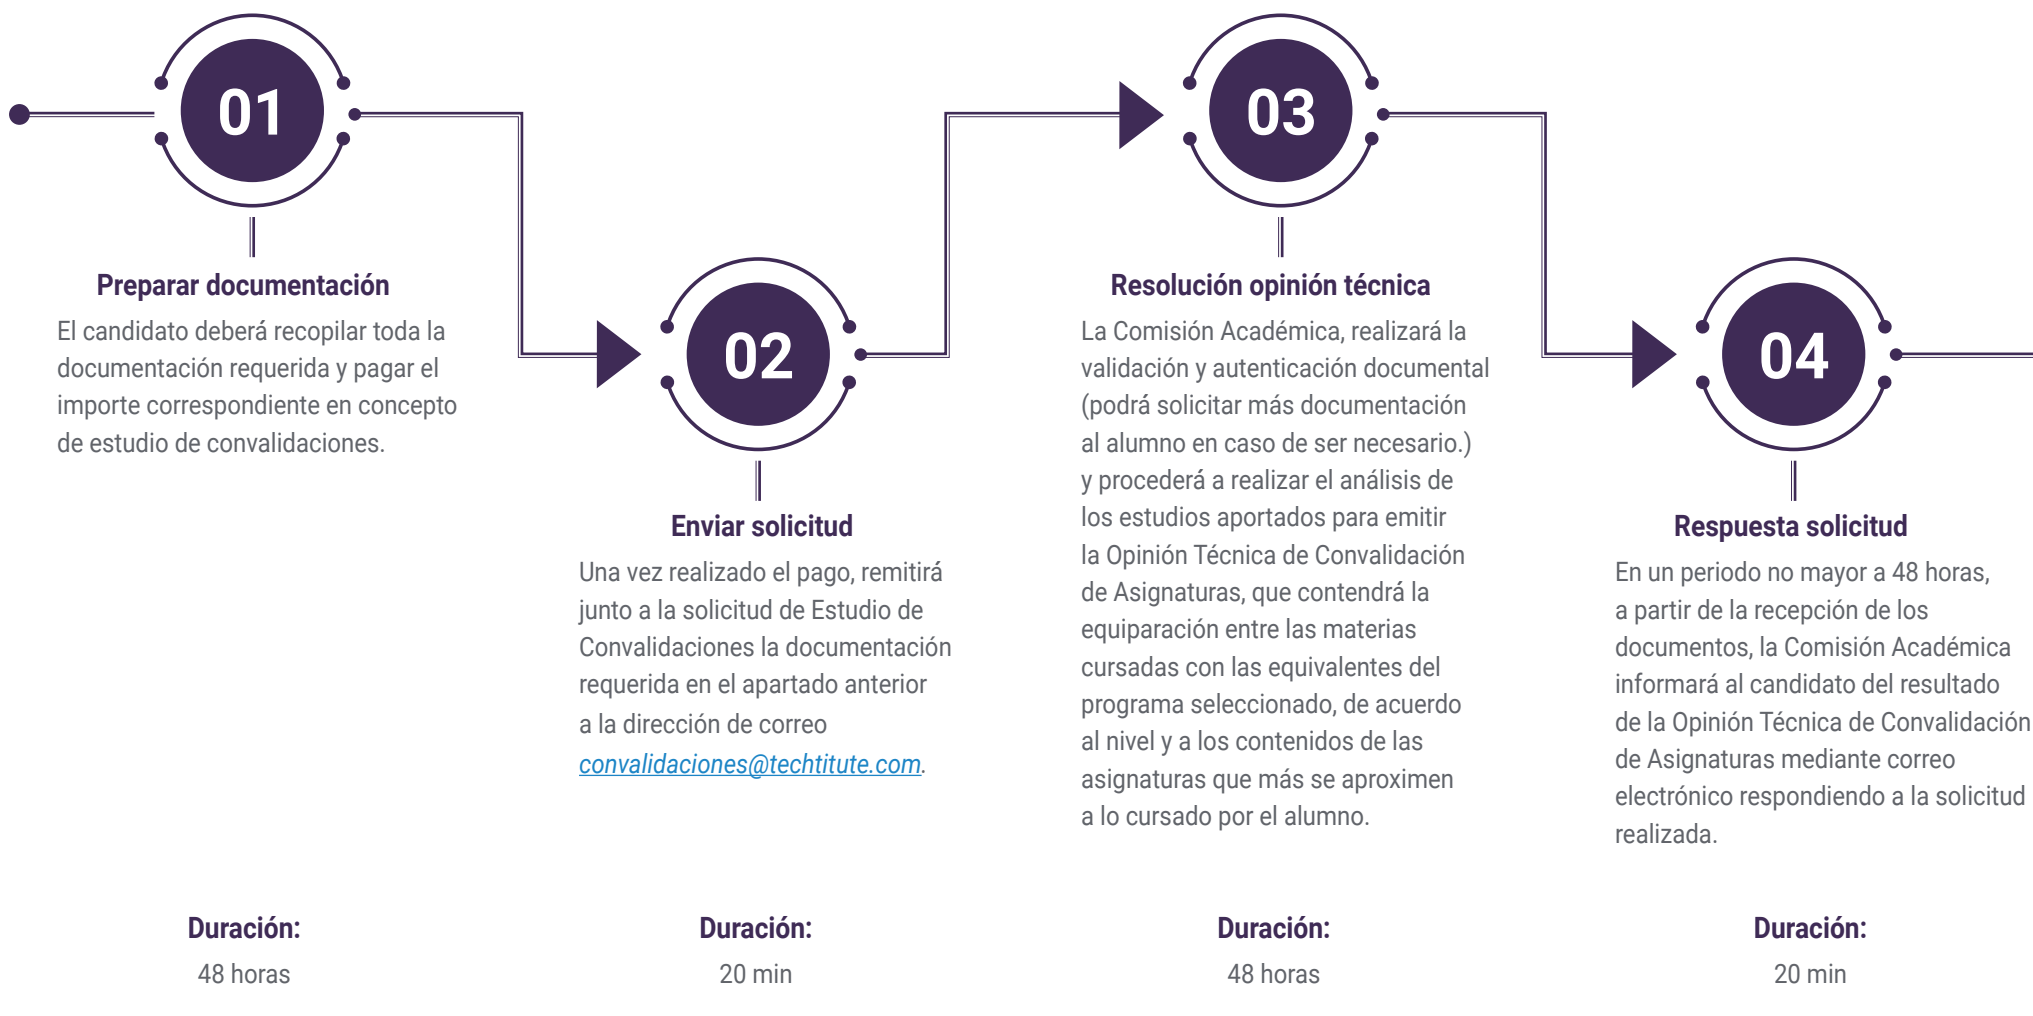 01
Preparar documentación
El candidato deberá recopilar toda la
documentación requerida y pagar el
importe correspondiente en concepto
de estudio de convalidaciones.
Duración:
48 horas
02
Enviar solicitud
Una vez realizado el pago, remitirá
junto a la solicitud de Estudio de
Convalidaciones la documentación
requerida en el apartado anterior
a la dirección de correo
convalidaciones@techtitute.com.
Duración:
20 min
03
Resolución opinión técnica
La Comisión Académica, realizará la
validación y autenticación documental
(podrá solicitar más documentación
al alumno en caso de ser necesario.)
y procederá a realizar el análisis de
los estudios aportados para emitir
la Opinión Técnica de Convalidación
de Asignaturas, que contendrá la
equiparación entre las materias
cursadas con las equivalentes del
programa seleccionado, de acuerdo
al nivel y a los contenidos de las
asignaturas que más se aproximen
a lo cursado por el alumno.
Duración:
48 horas
04
Respuesta solicitud
En un periodo no mayor a 48 horas,
a partir de la recepción de los
documentos, la Comisión Académica
informará al candidato del resultado
de la Opinión Técnica de Convalidación
de Asignaturas mediante correo
electrónico respondiendo a la solicitud
realizada.
Duración:
20 min